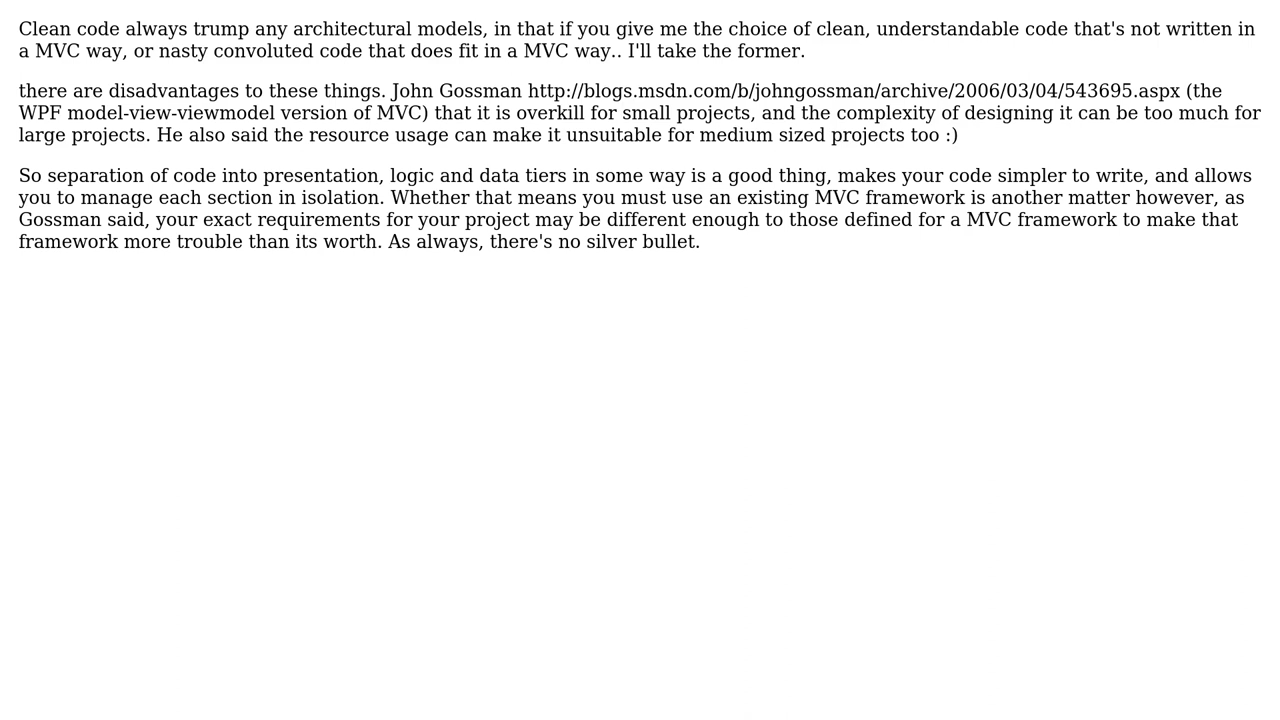 Clean code always trump any architectural models, in that if you give me the choice of clean, understandable code that's not written in
a MVC way, or nasty convoluted code that does fit in a MVC way.. I'll take the former.
there are disadvantages to these things. John Gossman http://blogs.msdn.com/b/johngossman/archive/2006/03/04/543695.aspx (the
WPF model-view-viewmodel version of MVC) that it is overkill for small projects, and the complexity of designing it can be too much for
large projects. He also said the resource usage can make it unsuitable for medium sized projects too :)
So separation of code into presentation, logic and data tiers in some way is a good thing, makes your code simpler to write, and allows
you to manage each section in isolation. Whether that means you must use an existing MVC framework is another matter however, as
Gossman said, your exact requirements for your project may be different enough to those defined for a MVC framework to make that
framework more trouble than its worth. As always, there's no silver bullet.